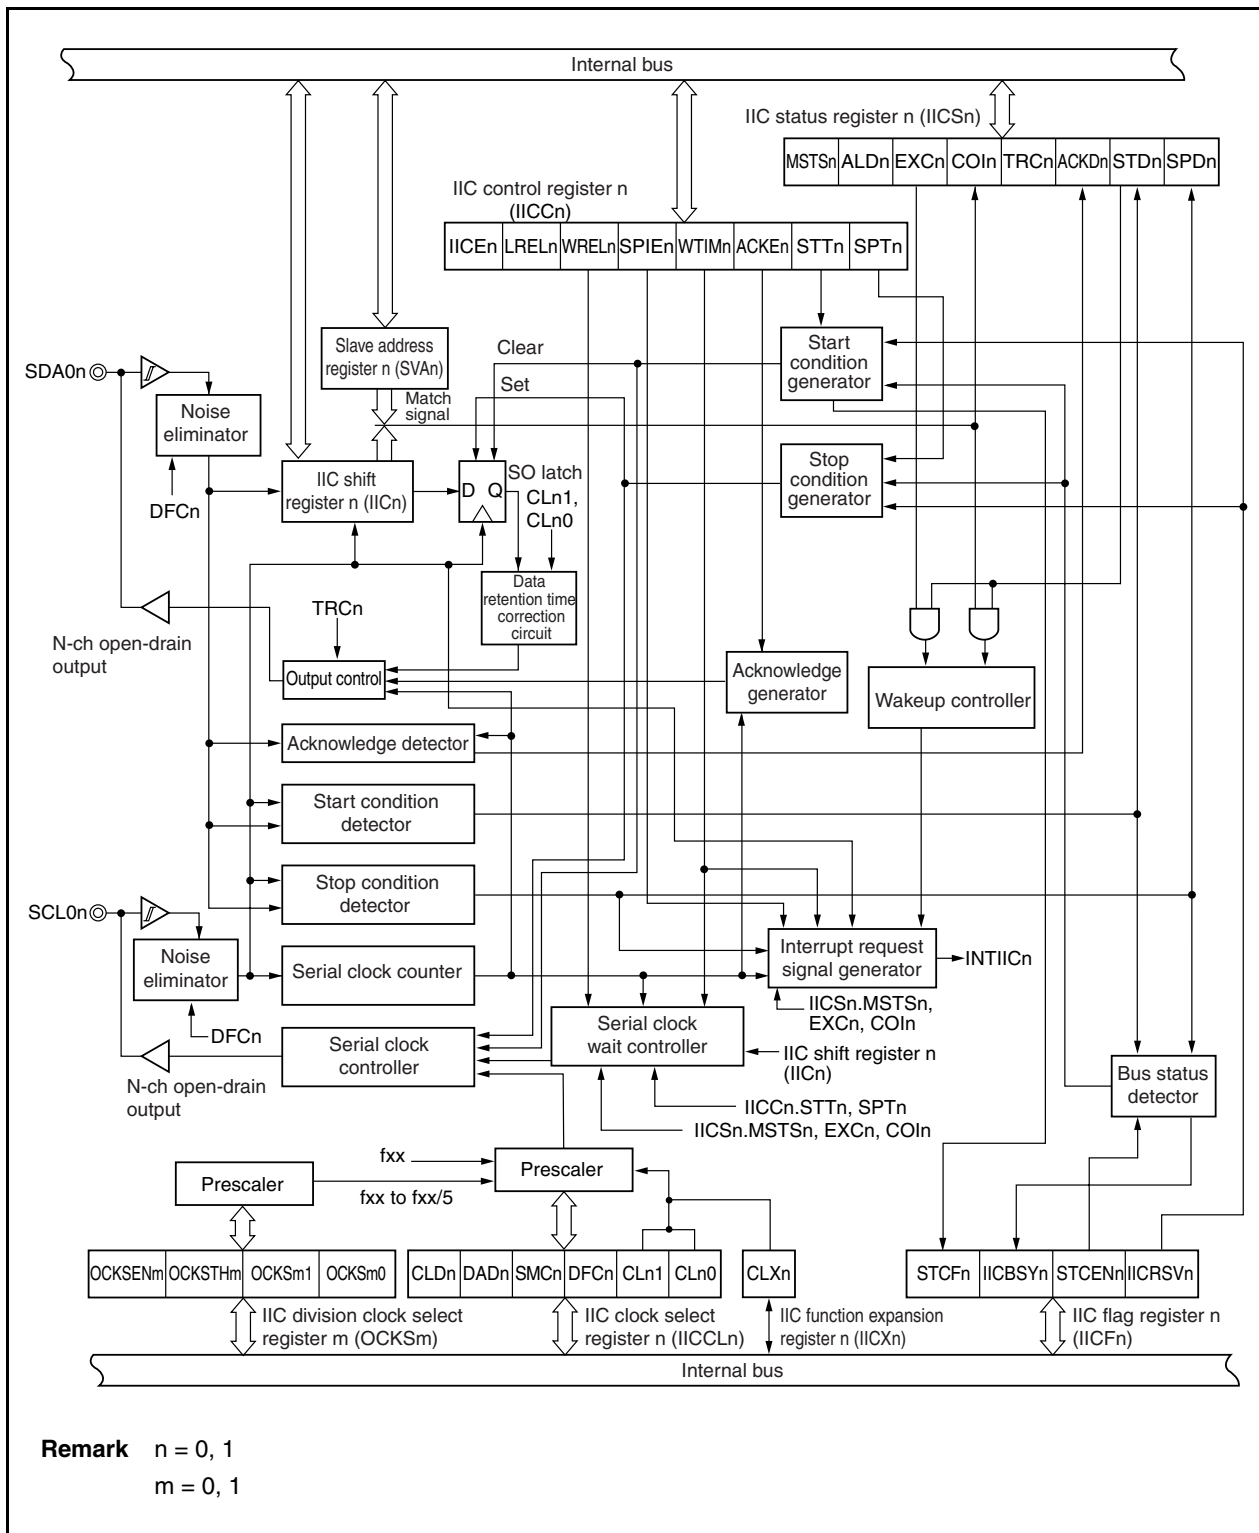 Internal bus
IIC status register n (IICSn)
MSTSn ALDn EXCn COIn TRCn ACKDn STDn SPDn
IIC control register n
(IICCn)
IICEn LRELn WRELn SPIEn WTIMn ACKEn STTn SPTn
Slave address
register n (SVAn)
Clear
Start
condition
generator
SDA0n
Set
Match
signal
Noise
eliminator
DFCn
IIC shift
register n (IICn)
D Q
SO latch
CLn1,
CLn0
Stop
condition
generator
Data
retention time
correction
circuit
TRCn
N-ch open-drain
output
Output control
Acknowledge
generator
Wakeup controller
Acknowledge detector
Start condition
detector
Stop condition
detector
SCL0n
Noise
eliminator
Serial clock counter
Interrupt request
signal generator
INTIICn
IICSn.MSTSn,
EXCn, COIn
DFCn
Serial clock
controller
Serial clock
wait controller
IIC shift register n
(IICn)
N-ch open-drain
output
Bus status
detector
IICCn.STTn, SPTn
IICSn.MSTSn, EXCn, COIn
fxx
Prescaler
Prescaler
fxx to fxx/5
OCKSENm OCKSTHm OCKSm1 OCKSm0
CLDn DADn SMCn DFCn CLn1 CLn0
CLXn
STCFn IICBSYn STCENn IICRSVn
IIC division clock select
register m (OCKSm)
IIC clock select
register n (IICCLn)
IIC function expansion
register n (IICXn)
IIC flag register n
(IICFn)
Internal bus
Remark n = 0, 1
m = 0, 1